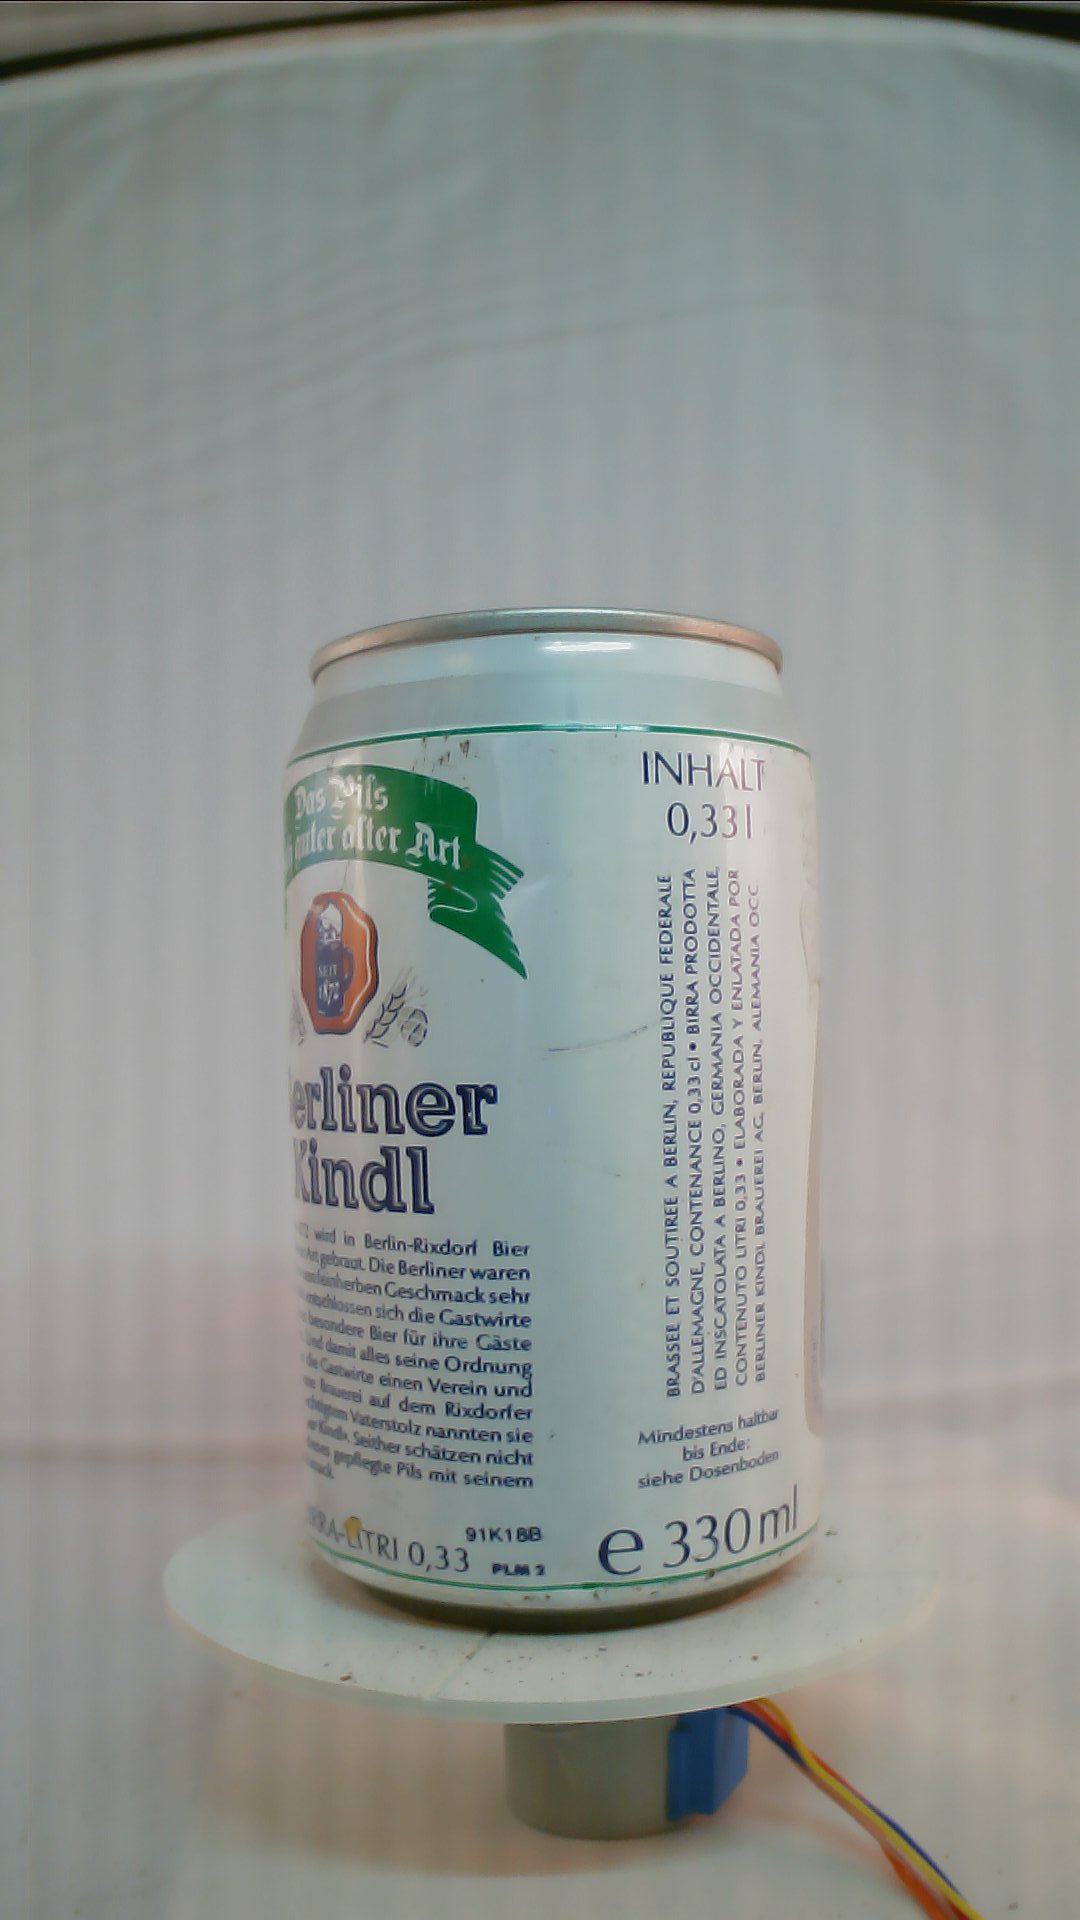 Das Pils
guter alter Art
SEIT
1872
erliner
Kindl
wird in Berlin-Rixdorf Bier
Art gebraut. Die Berliner waren
feinherben Geschmack sehr
entschlossen sich die Gastwirte
besondere Bier für ihre Gäste
Und damit alles seine Ordnung
die Gastwirte einen Verein und
Brauerei auf dem Rixdorfer
Vaterstolz nannten sie
Kindl«. Seither schätzen nicht
gepflegte Pils mit seinem
LITRI 0,33
91K18B
PLM 2
INHALT
0,33 l
BRASSEE ET SOUTIREE A BERLIN, REPUBLIQUE FEDERALE
D'ALLEMAGNE, CONTENANCE 0,33 cl • BIRRA PRODOTTA
ED INSCATOLATA A BERLINO, GERMANIA OCCIDENTALE,
CONTENUTO LITRI 0,33 • ELABORADA Y ENLATADA POR
BERLINER KINDL BRAUEREI AG, BERLIN, ALEMANIA OCC.
Mindestens haltbar
bis Ende:
siehe Dosenboden
e 330 ml